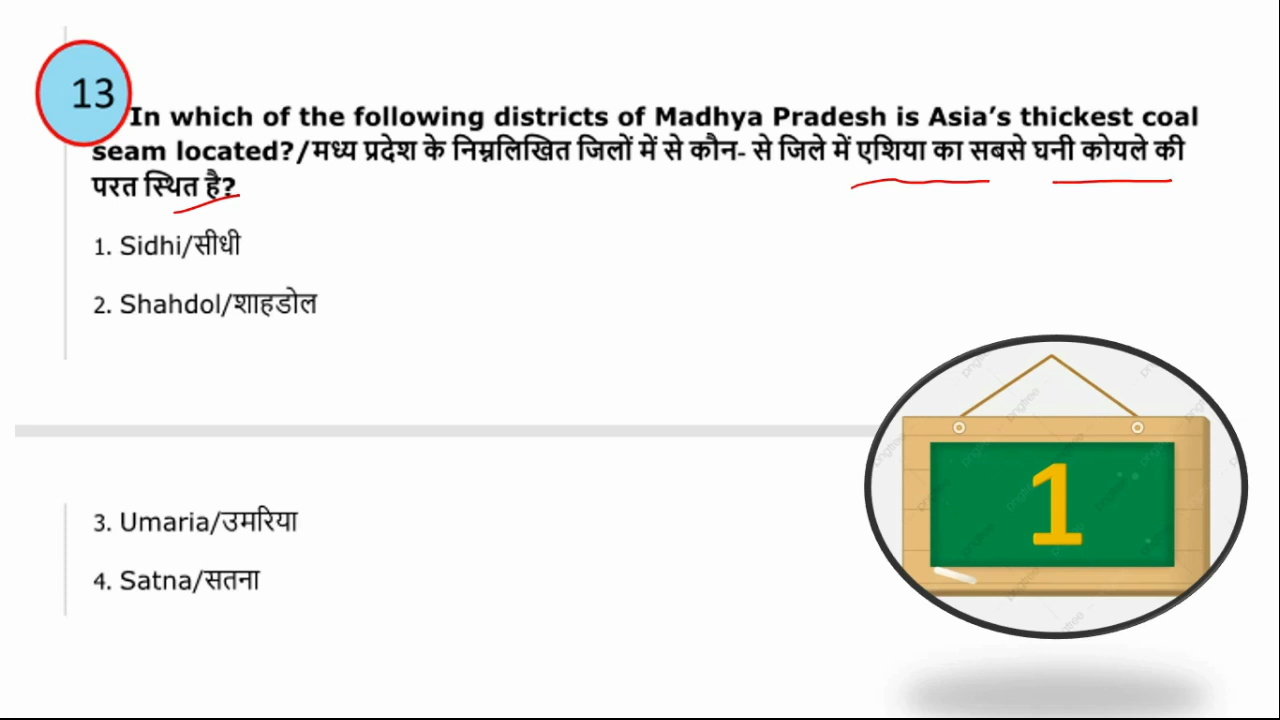 13
In which of the following districts of Madhya Pradesh is Asia’s thickest coal
seam located?/मध्य प्रदेश के निम्नलिखित जिलों में से कौन- से जिले में एशिया का सबसे घनी कोयले की
परत स्थित है?
1. Sidhi/सीधी
2. Shahdol/शाहडोल
3. Umaria/उमरिया
4. Satna/सतना
1